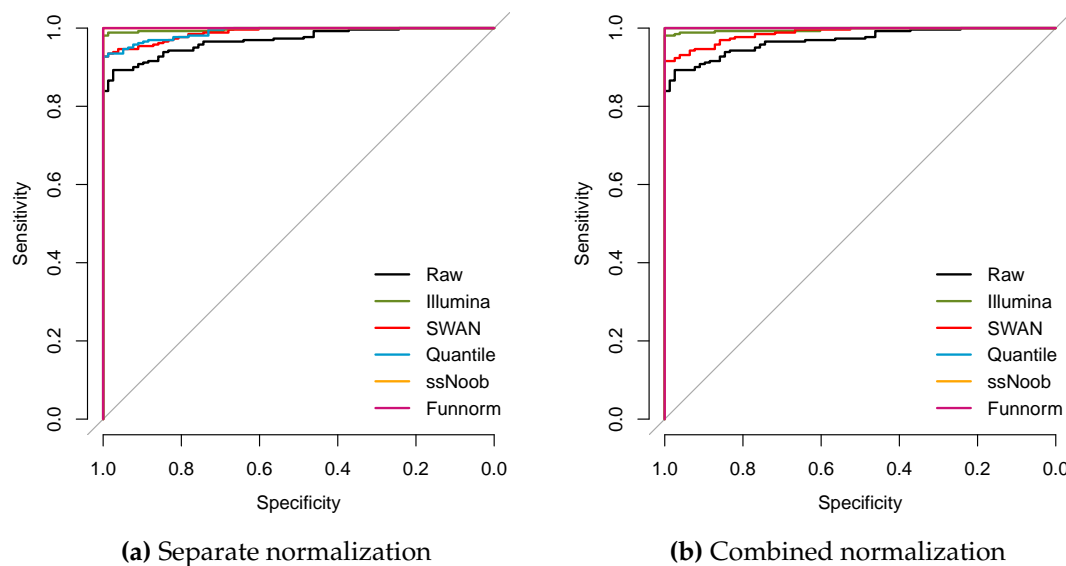 1.0
0.8
0.6
0.4
0.2
0.0
Sensitivity
Raw
Illumina
SWAN
Quantile
ssNoob
Funnorm
1.0 0.8 0.6 0.4 0.2 0.0
Specificity
(a) Separate normalization
1.0
0.8
0.6
0.4
0.2
0.0
Sensitivity
Raw
Illumina
SWAN
Quantile
ssNoob
Funnorm
1.0 0.8 0.6 0.4 0.2 0.0
Specificity
(b) Combined normalization